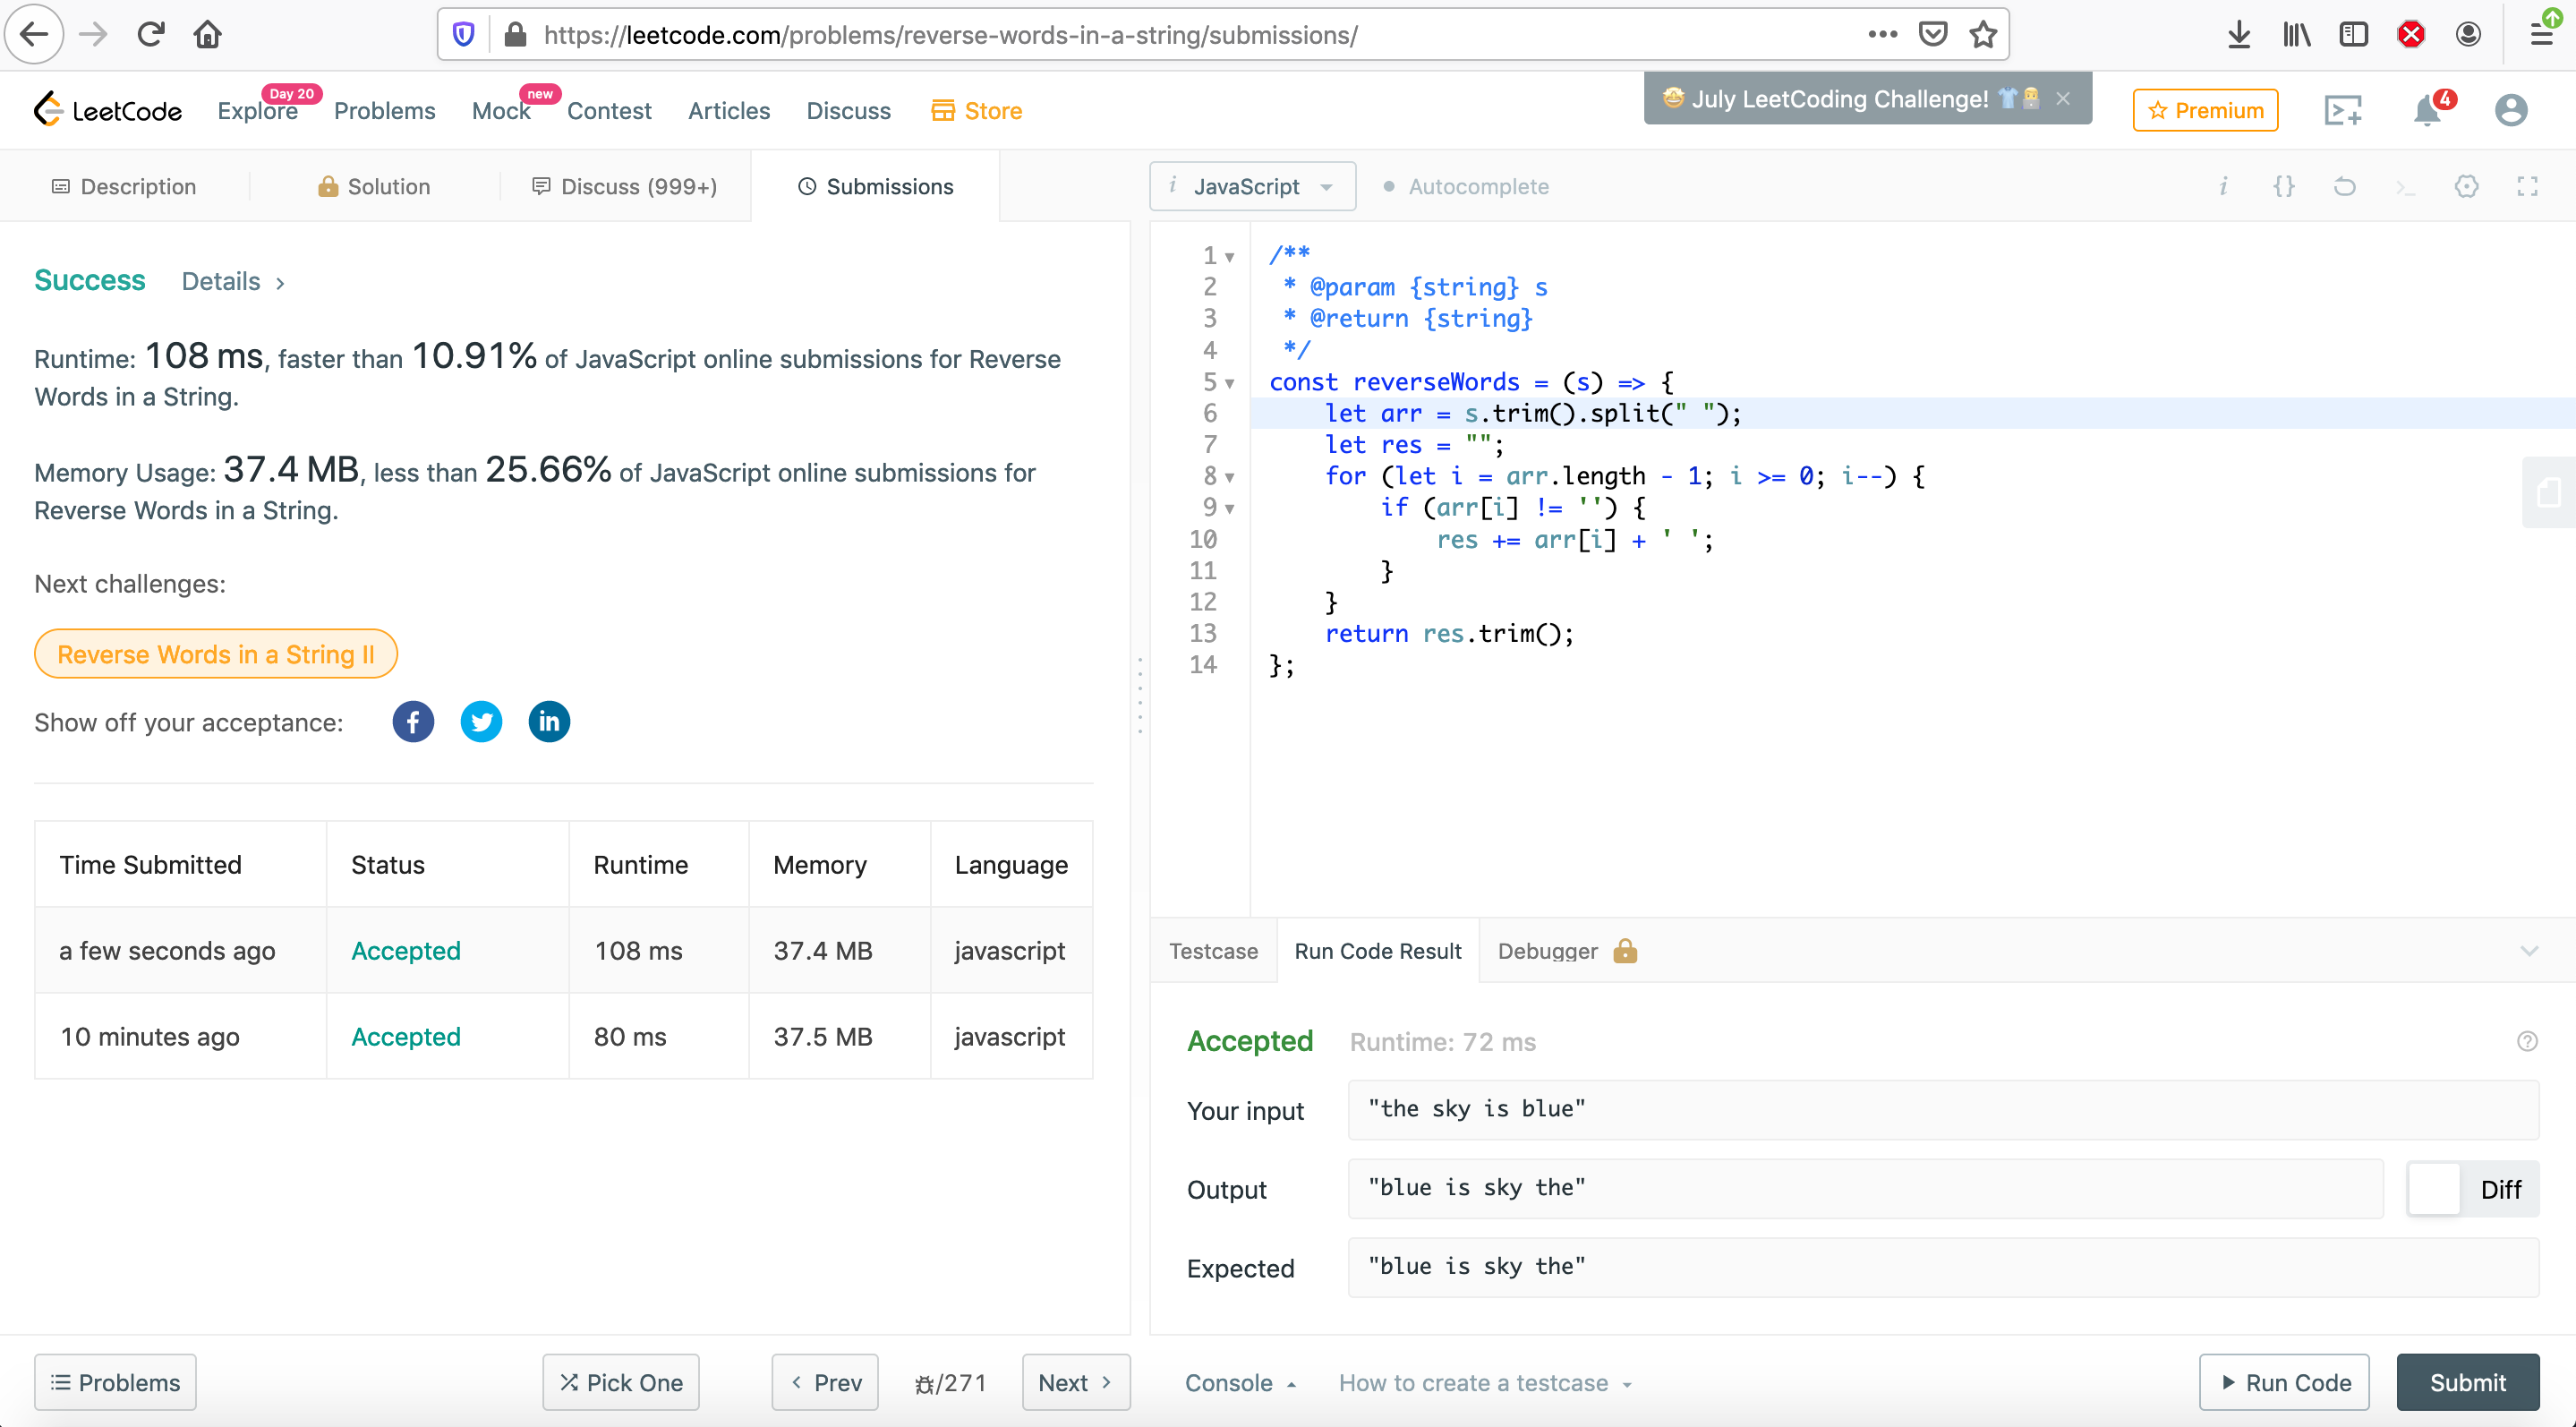 https://leetcode.com/problems/reverse-words-in-a-string/submissions/
LeetCode
Explore
Day 20
Problems
Mock
new
Contest
Articles
Discuss
Store
July LeetCoding Challenge!
Premium
4
Description
Solution
Discuss (999+)
Submissions
i JavaScript
Autocomplete
i {}
Success Details >
Runtime: 108 ms, faster than 10.91% of JavaScript online submissions for Reverse
Words in a String.
Memory Usage: 37.4 MB, less than 25.66% of JavaScript online submissions for
Reverse Words in a String.
Next challenges:
Reverse Words in a String II
Show off your acceptance:
Time Submitted Status Runtime Memory Language
a few seconds ago Accepted 108 ms 37.4 MB javascript
10 minutes ago Accepted 80 ms 37.5 MB javascript
1 /**
2  * @param {string} s
3  * @return {string}
4  */
5 const reverseWords = (s) => {
6     let arr = s.trim().split(" ");
7     let res = "";
8     for (let i = arr.length - 1; i >= 0; i--) {
9         if (arr[i] != '') {
10             res += arr[i] + ' ';
11         }
12     }
13     return res.trim();
14 };
Testcase
Run Code Result
Debugger
Accepted Runtime: 72 ms
Your input "the sky is blue"
Output "blue is sky the"
Diff
Expected "blue is sky the"
Problems
Pick One
< Prev
/271
Next >
Console
How to create a testcase
Run Code
Submit